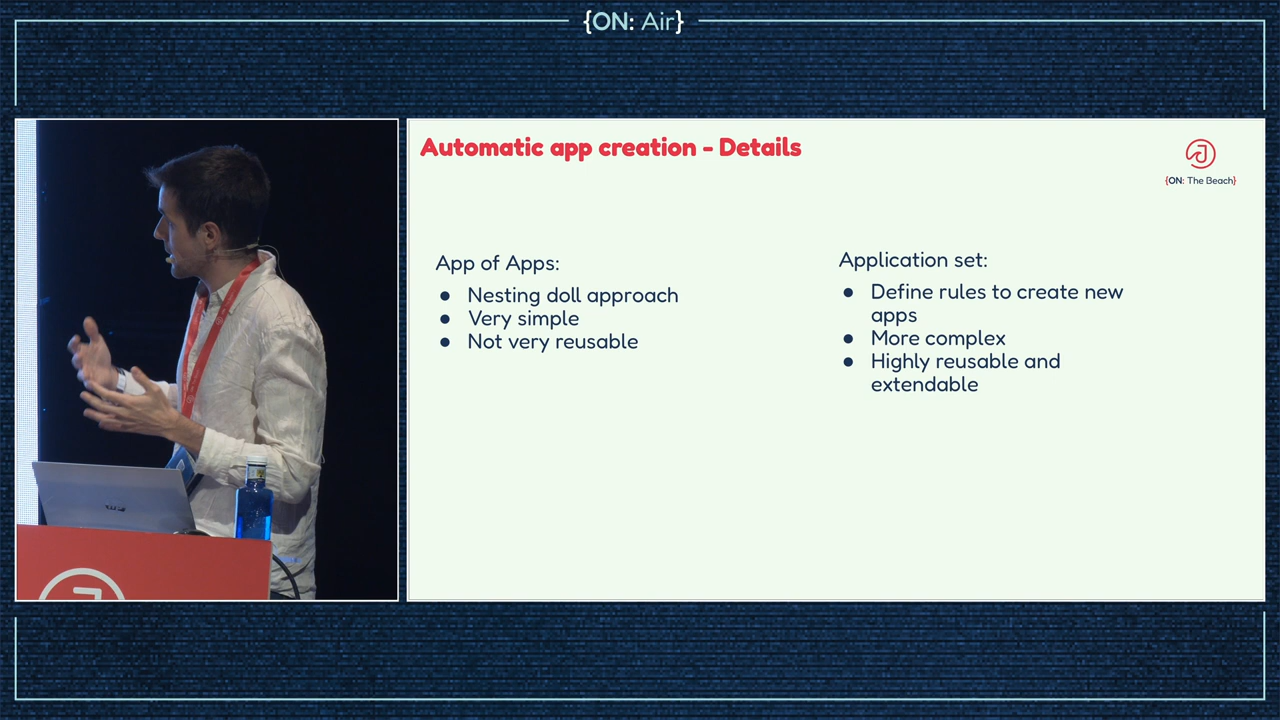 {ON: Air}
Automatic app creation - Details
{ON: The Beach}
App of Apps:
● Nesting doll approach
● Very simple
● Not very reusable
Application set:
● Define rules to create new
apps
● More complex
● Highly reusable and
extendable